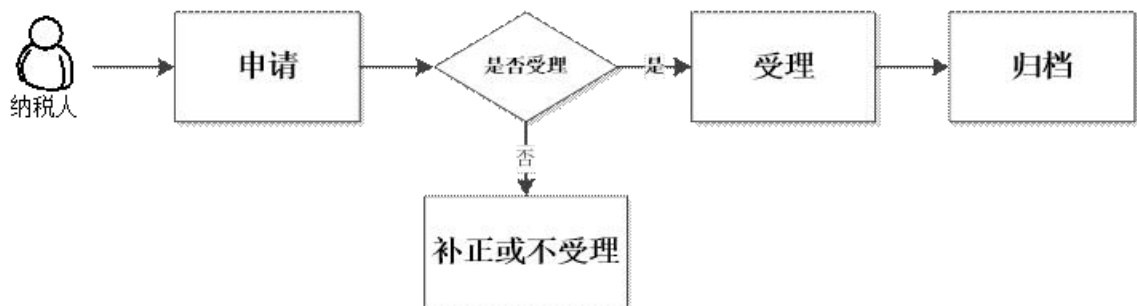 纳税人
申请
是否受理
是
受理
归档
否
补正或不受理